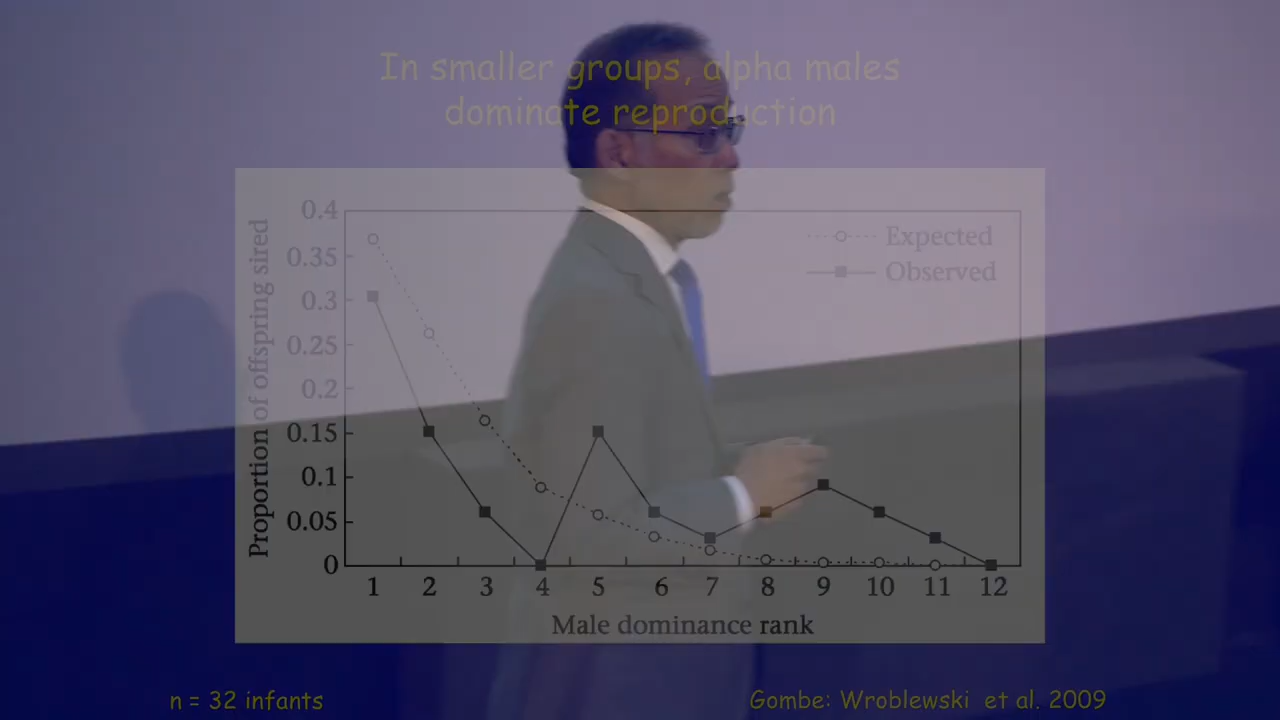 In smaller groups, alpha males
dominate reproduction
Proportion of offspring sired
0.4
0.35
0.3
0.25
0.2
0.15
0.1
0.05
0
Expected
Observed
1 2 3 4 5 6 7 8 9 10 11 12
Male dominance rank
n = 32 infants
Gombe: Wroblewski et al. 2009